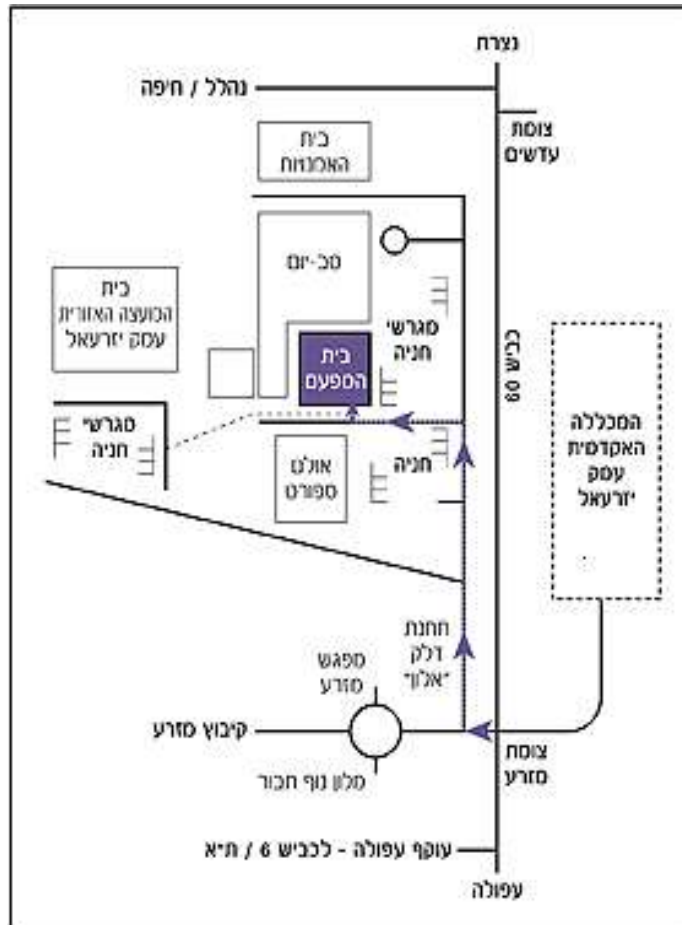 נצרת
נהלל / חיפה
צומת
עדשים
בית
האמנויות
מכ-יום
בית
המועצה האזורית
עמק יזרעאל
מגרשי
חניה
כביש 60
בית
המפעם
המכללה
האקדמית
עמק
יזרעאל
מגרשי
חניה
אולם
ספורט
חניה
תחנת
דלק
"אלון"
מפגש
מזרע
קיבוץ מזרע
צומת
מזרע
מלון נוף תבור
עוקף עפולה - לכביש 6 / ת"א
עפולה